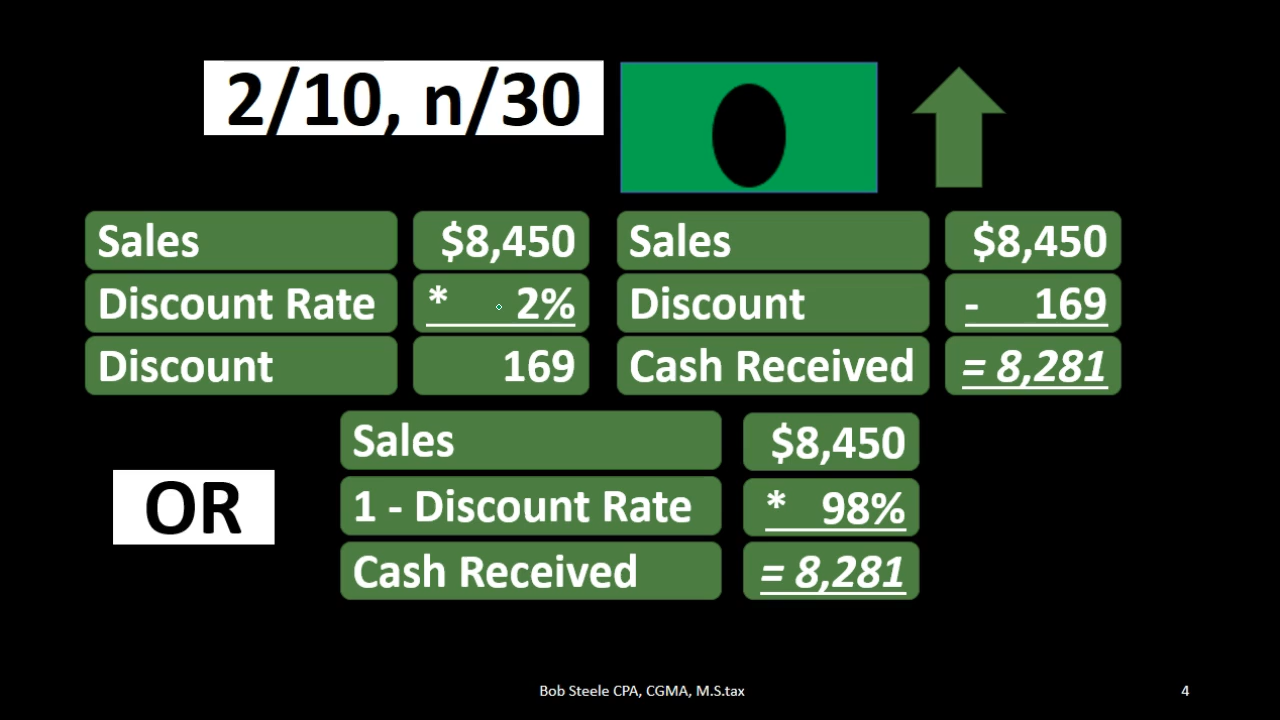 2/10, n/30
Sales $8,450
Discount Rate * 2%
Discount 169
Sales $8,450
Discount - 169
Cash Received = 8,281
OR
Sales $8,450
1 - Discount Rate * 98%
Cash Received = 8,281
Bob Steele CPA, CGMA, M.S.tax
4